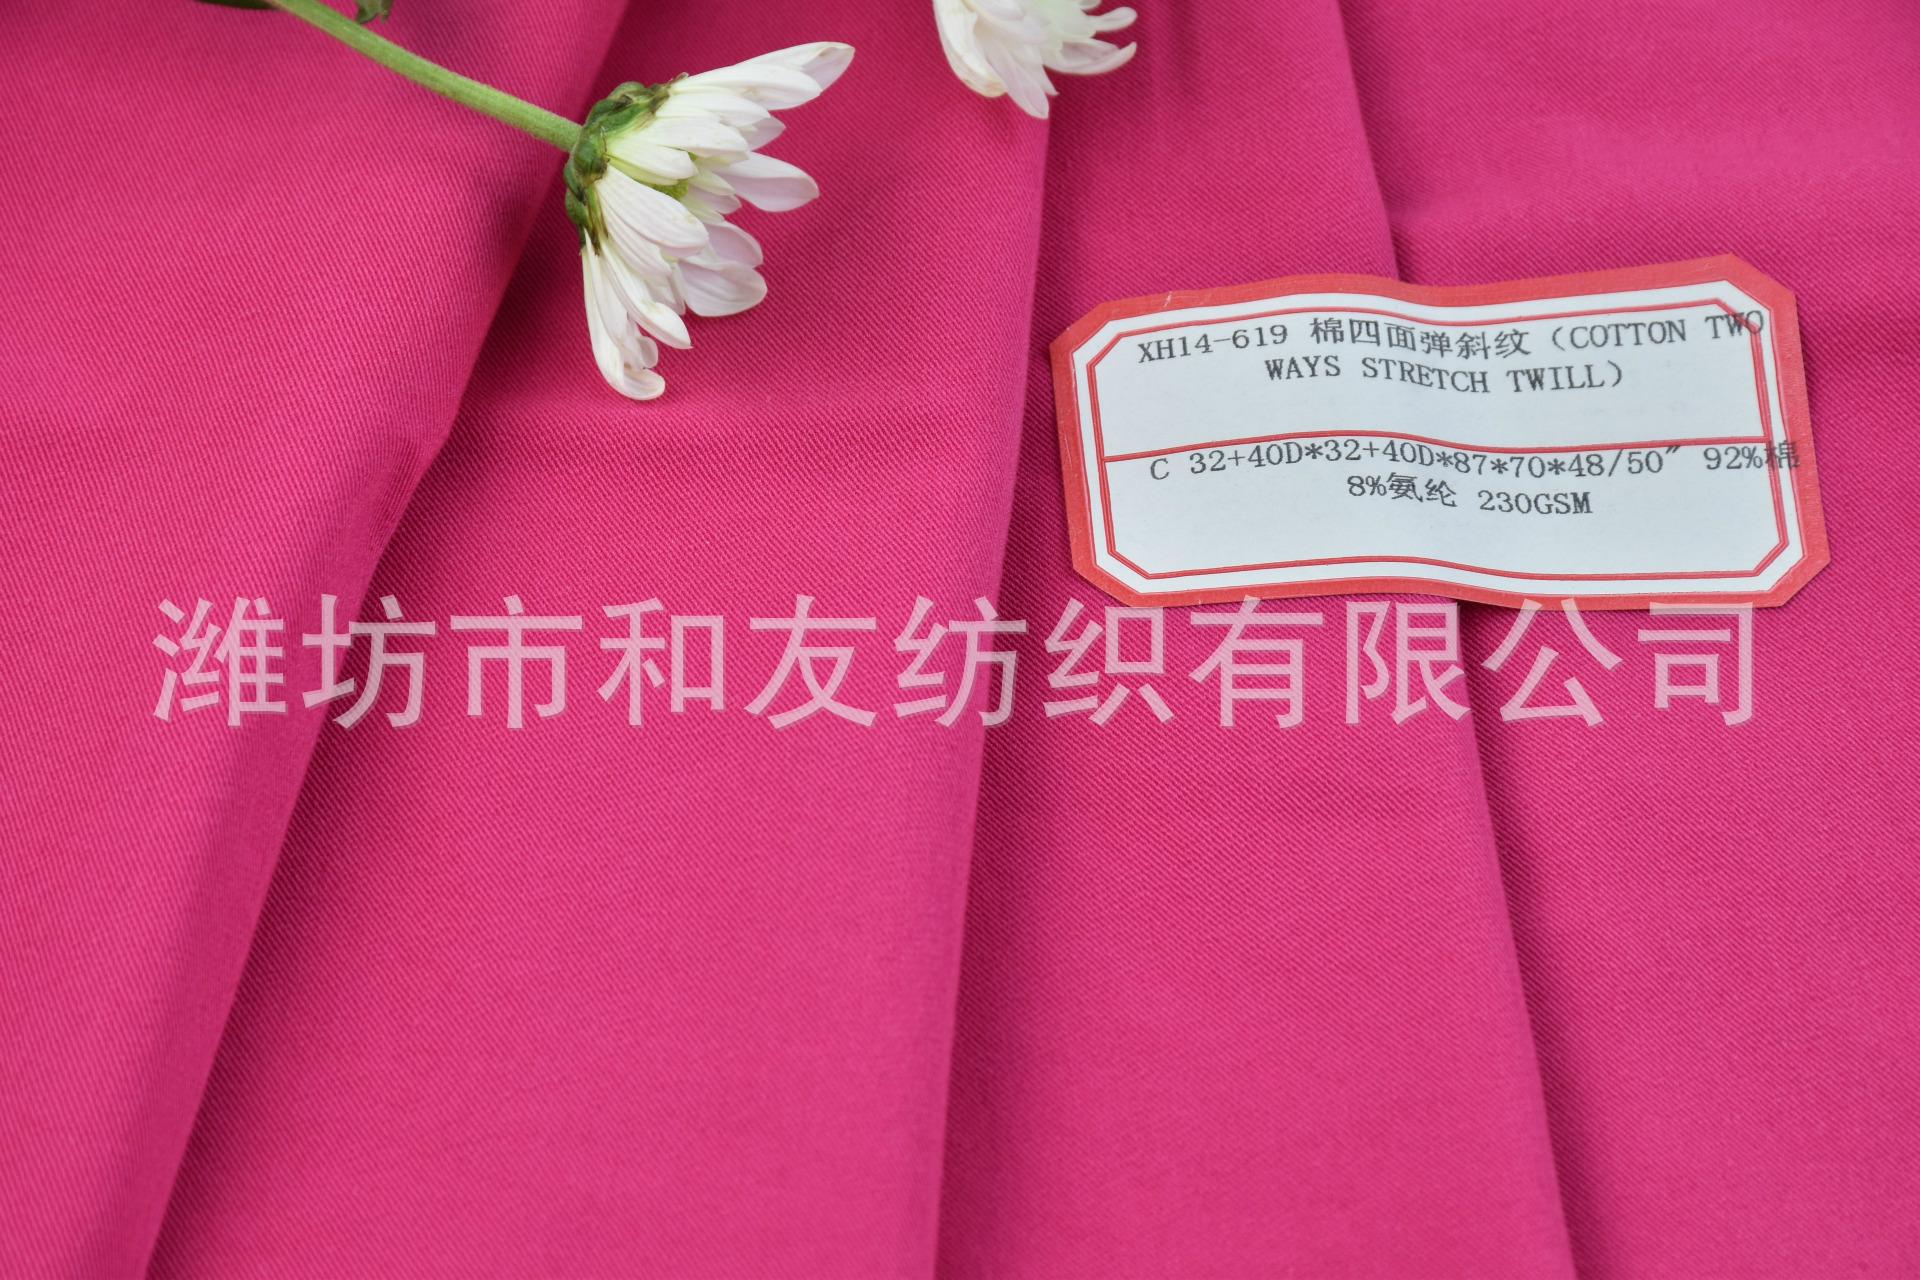 XH14-619 棉四面弹斜纹（COTTON TWO
WAYS STRETCH TWILL）
C 32+40D*32+40D*87*70*48/50″ 92%棉
8%氨纶 230GSM
潍坊市和友纺织有限公司